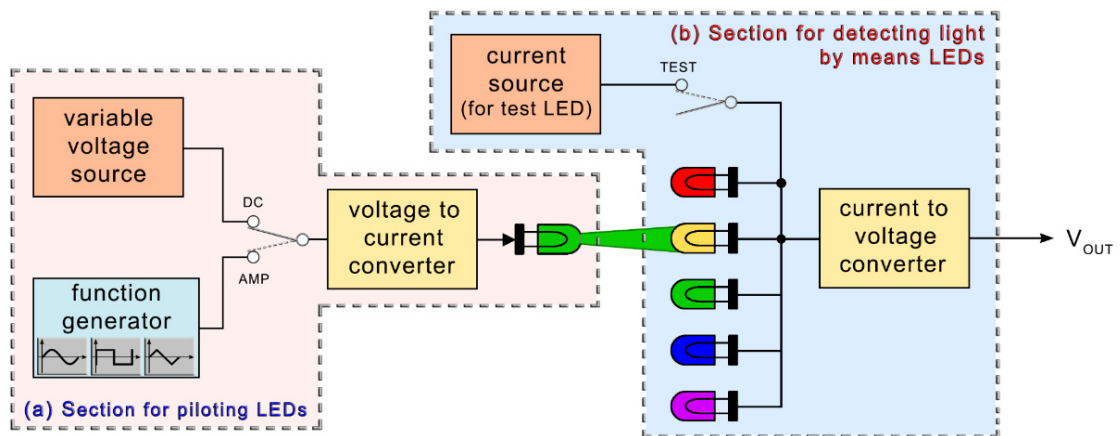 (b) Section for detecting light
by means LEDs
current
source
(for test LED)
TEST
variable
voltage
source
DC
voltage to
current
converter
current to
voltage
converter
VOUT
AMP
function
generator
(a) Section for piloting LEDs